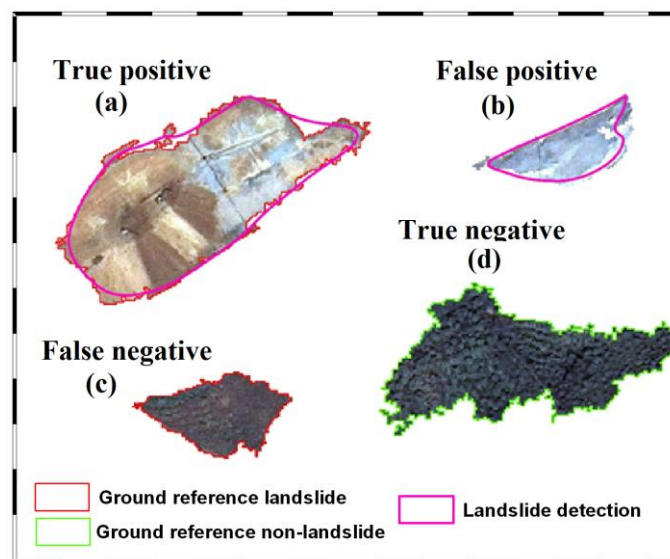 True positive
(a)
False positive
(b)
True negative
(d)
False negative
(c)
Ground reference landslide
Ground reference non-landslide
Landslide detection